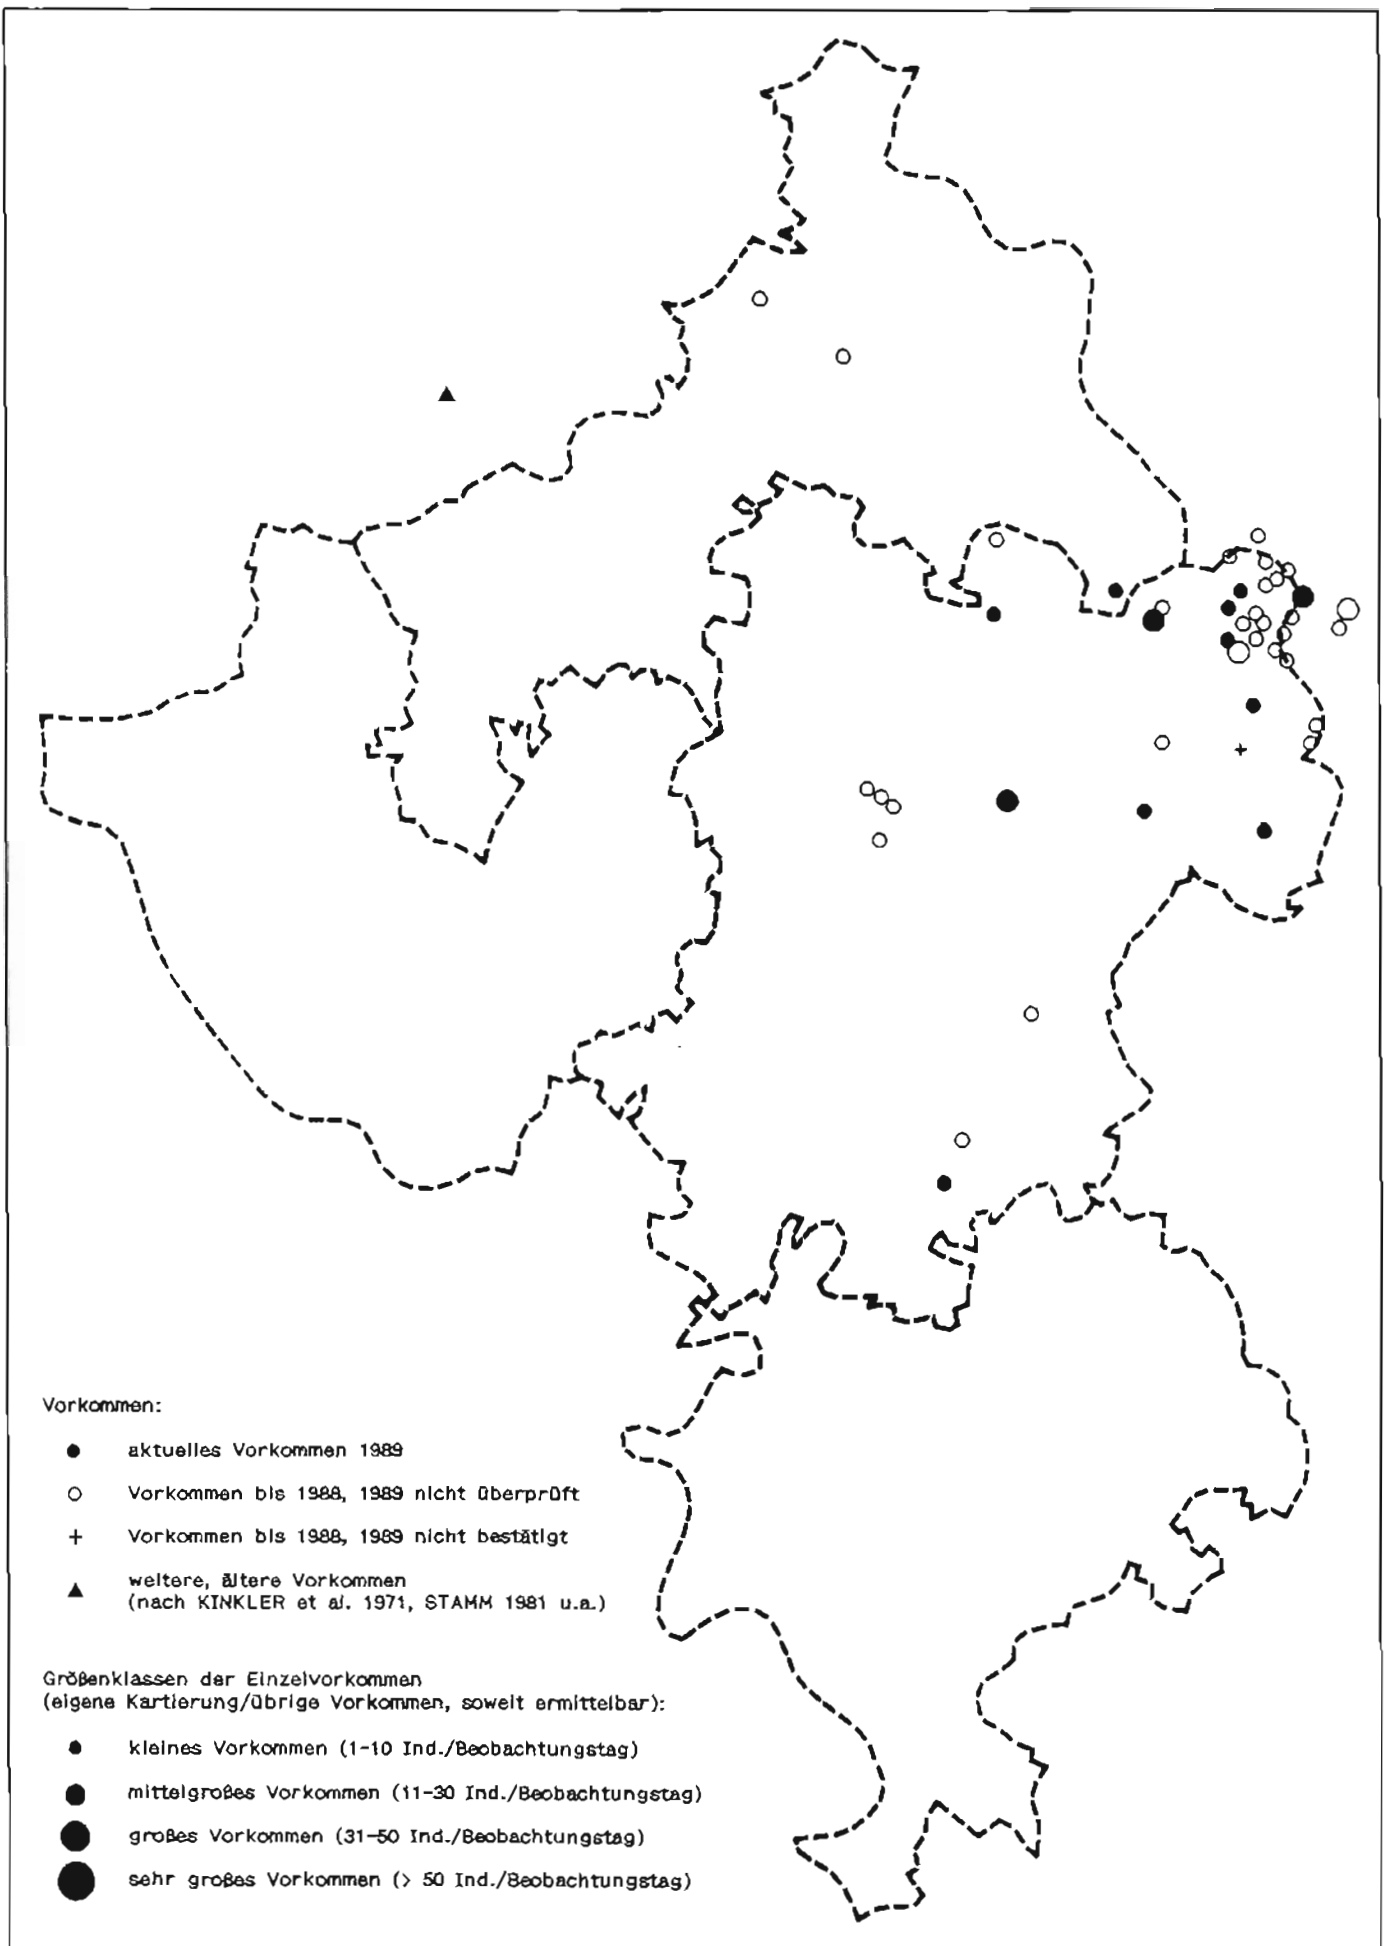 Vorkommen:
aktuelles Vorkommen 1989
Vorkommen bis 1988, 1989 nicht überprüft
Vorkommen bis 1988, 1989 nicht bestätigt
weitere, ältere Vorkommen
(nach KINKLER et al. 1971, STAMM 1981 u.a.)
Größenklassen der Einzelvorkommen
(eigene Kartierung/übrige Vorkommen, soweit ermittelbar):
kleines Vorkommen (1-10 Ind./Beobachtungstag)
mittelgroßes Vorkommen (11-30 Ind./Beobachtungstag)
großes Vorkommen (31-50 Ind./Beobachtungstag)
sehr großes Vorkommen (> 50 Ind./Beobachtungstag)